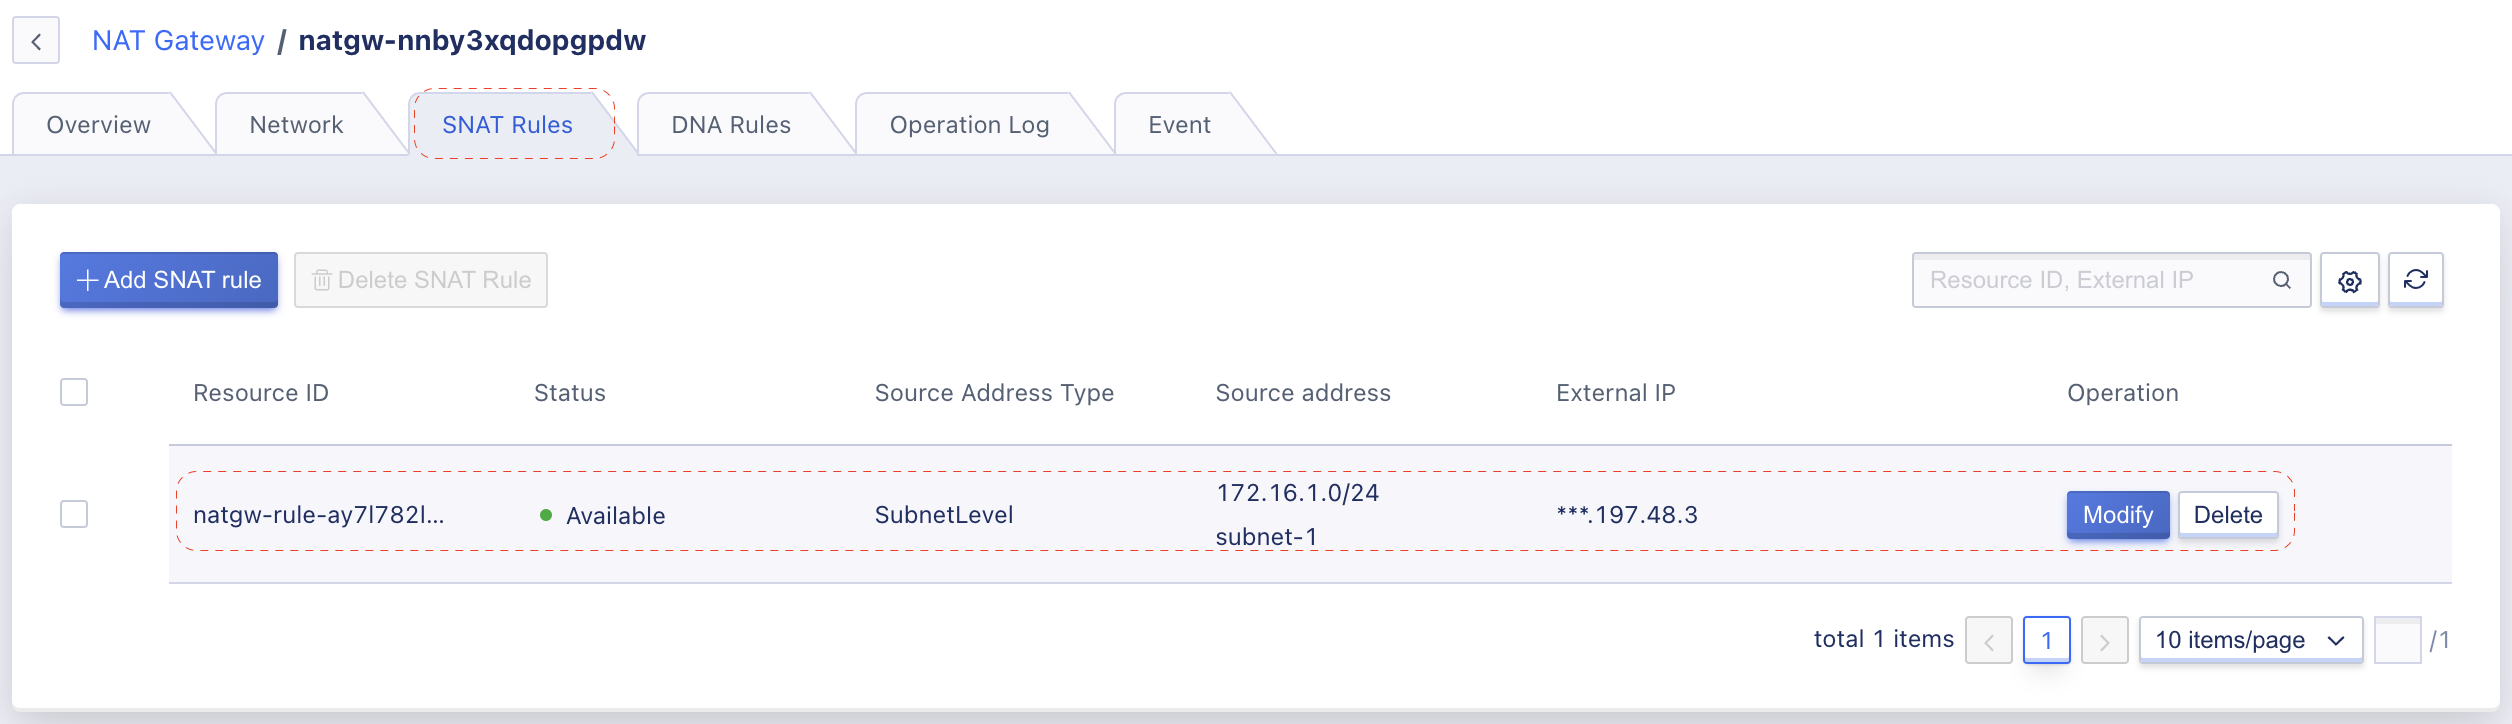 NAT Gateway / natgw-nnby3xqdopgpdw
Overview Network SNAT Rules DNA Rules Operation Log Event
Add SNAT rule Delete SNAT Rule Resource ID, External IP
Resource ID Status Source Address Type Source address External IP Operation
natgw-rule-ay7l782l... Available SubnetLevel 172.16.1.0/24 ***.197.48.3 Modify Delete
subnet-1
total 1 items 1 10 items/page /1